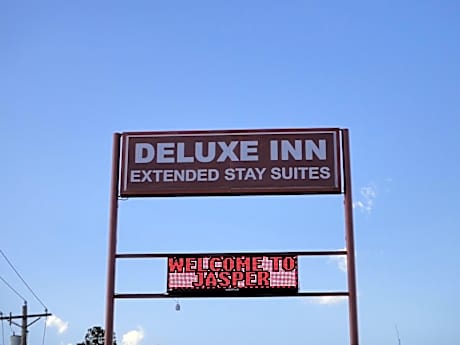 DELUXE INN
EXTENDED STAY SUITES
WELCOME TO
JASPER